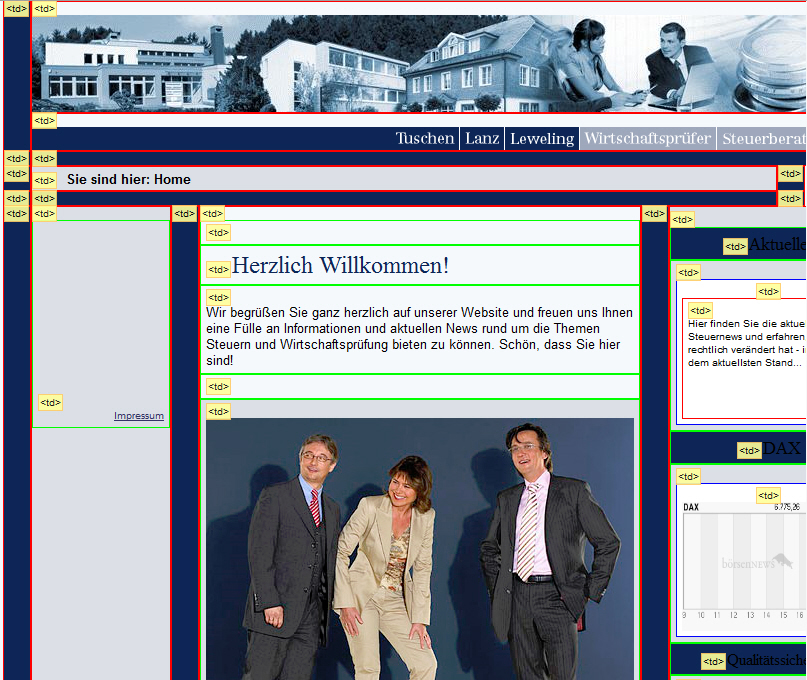 <td> <td>
<td>
Tuschen Lanz Leweling Wirtschaftsprüfer Steuerberat
<td> <td>
<td> <td> Sie sind hier: Home <td>
<td> <td> <td>
<td> <td> <td> <td> <td>
<td>
<td>
<td> Aktuelle
<td> Herzlich Willkommen!
<td>
<td>
<td>
<td>
Wir begrüßen Sie ganz herzlich auf unserer Website und freuen uns Ihnen
eine Fülle an Informationen und aktuellen News rund um die Themen
Steuern und Wirtschaftsprüfung bieten zu können. Schön, dass Sie hier
sind!
Hier finden Sie die aktue
Steuernews und erfahren
rechtlich verändert hat - i
dem aktuellsten Stand...
<td>
<td>
<td>
Impressum
<td> DAX
<td>
<td>
DAX 6.775,26
börsenNEWS
9 10 11 12 13 14 15 16
<td> Qualitätssiche